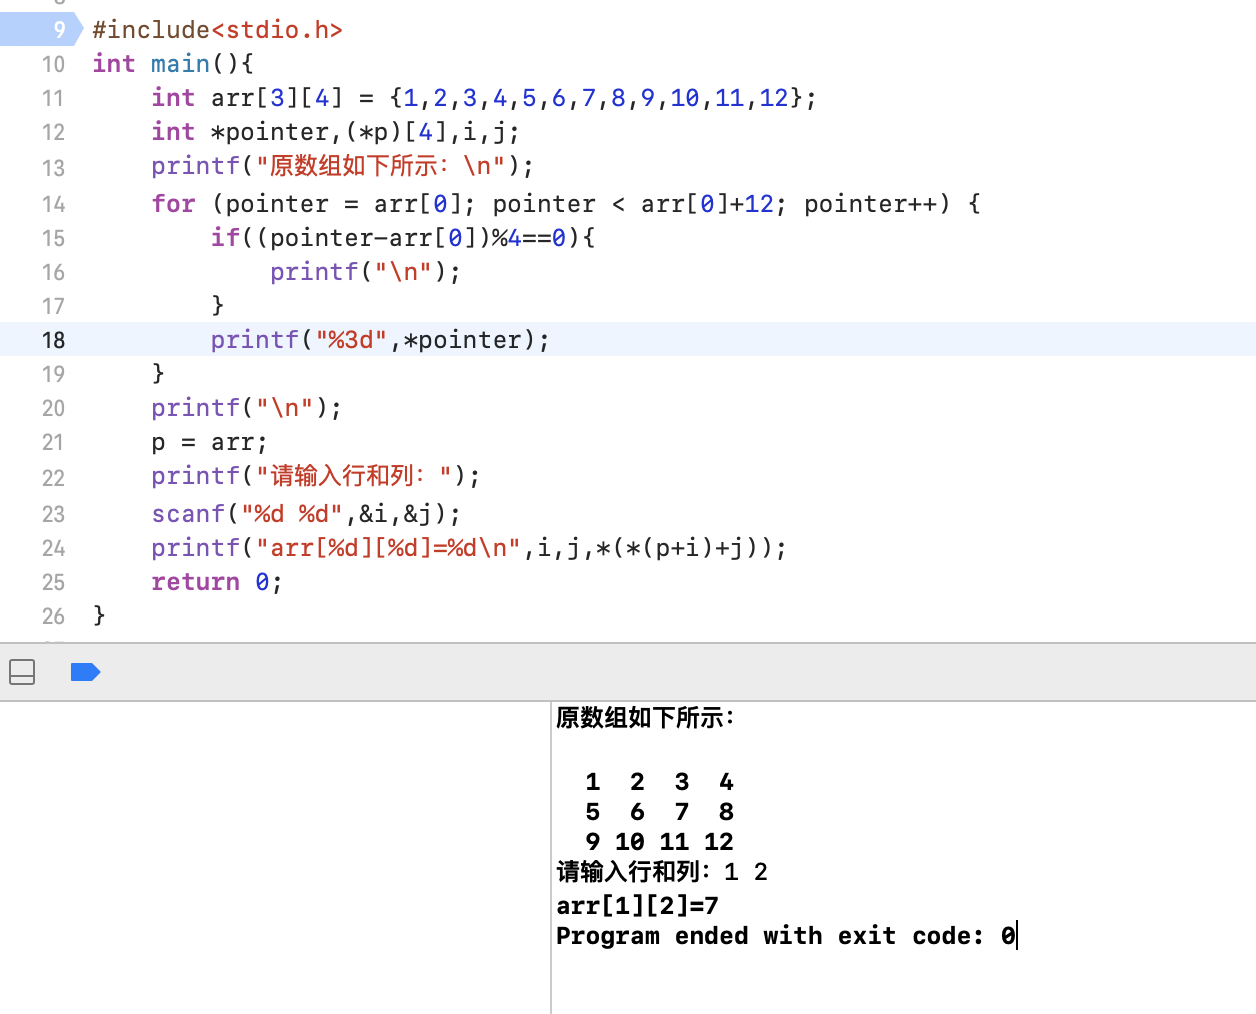 9 #include<stdio.h>
10 int main(){
11     int arr[3][4] = {1,2,3,4,5,6,7,8,9,10,11,12};
12     int *pointer,(*p)[4],i,j;
13     printf("原数组如下所示：\n");
14     for (pointer = arr[0]; pointer < arr[0]+12; pointer++) {
15         if((pointer-arr[0])%4==0){
16             printf("\n");
17         }
18         printf("%3d",*pointer);
19     }
20     printf("\n");
21     p = arr;
22     printf("请输入行和列：");
23     scanf("%d %d",&i,&j);
24     printf("arr[%d][%d]=%d\n",i,j,*(*(p+i)+j));
25     return 0;
26 }
原数组如下所示：
  1  2  3  4
  5  6  7  8
  9 10 11 12
请输入行和列：1 2
arr[1][2]=7
Program ended with exit code: 0